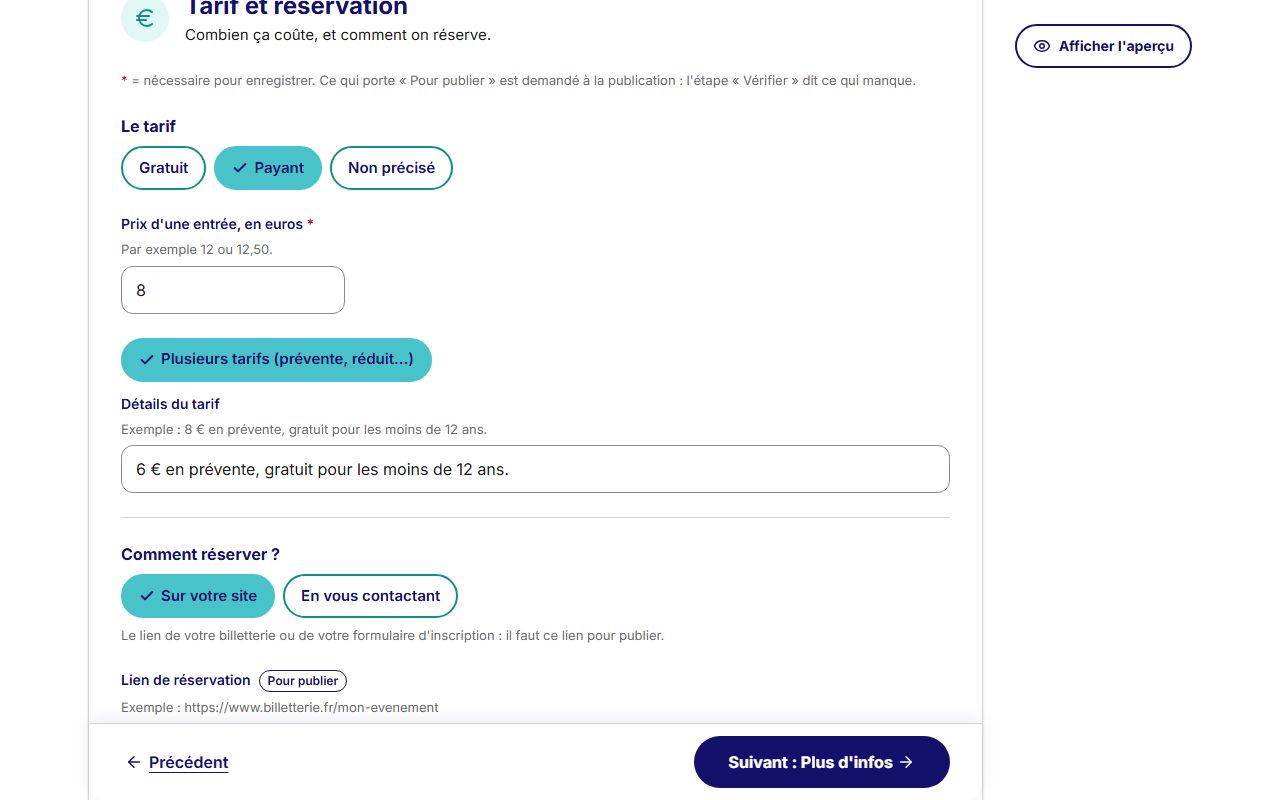 Tarif et réservation
Combien ça coûte, et comment on réserve.
Afficher l'aperçu
* = nécessaire pour enregistrer. Ce qui porte « Pour publier » est demandé à la publication : l'étape « Vérifier » dit ce qui manque.
Le tarif
Gratuit
Payant
Non précisé
Prix d'une entrée, en euros *
Par exemple 12 ou 12,50.
8
Plusieurs tarifs (prévente, réduit…)
Détails du tarif
Exemple : 8 € en prévente, gratuit pour les moins de 12 ans.
6 € en prévente, gratuit pour les moins de 12 ans.
Comment réserver ?
Sur votre site
En vous contactant
Le lien de votre billetterie ou de votre formulaire d'inscription : il faut ce lien pour publier.
Lien de réservation Pour publier
Exemple : https://www.billetterie.fr/mon-evenement
← Précédent
Suivant : Plus d'infos →